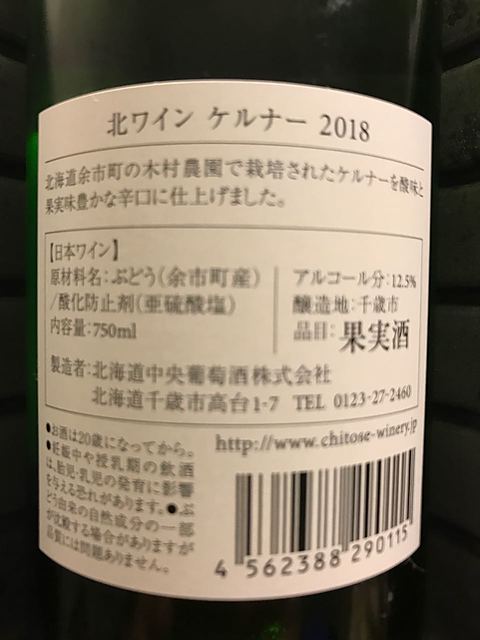 北ワイン ケルナー 2018
北海道余市町の木村農園で栽培されたケルナーを酸味と
果実味豊かな辛口に仕上げました。
【日本ワイン】
原材料名:ぶどう(余市町産)
/酸化防止剤(亜硫酸塩)
内容量:750ml
アルコール分:12.5%
醸造地:千歳市
品目:果実酒
製造者:北海道中央葡萄酒株式会社
北海道千歳市高台1-7 TEL 0123-27-2460
●お酒は20歳になってから。
●妊娠中や授乳期の飲酒
は、胎児・乳児の発育に影響
を与える恐れがあります。●ぶ
どう由来の自然成分の一部
が沈殿する場合がありますが
品質には問題ありません。
http://www.chitose-winery.jp
4 562388 290115